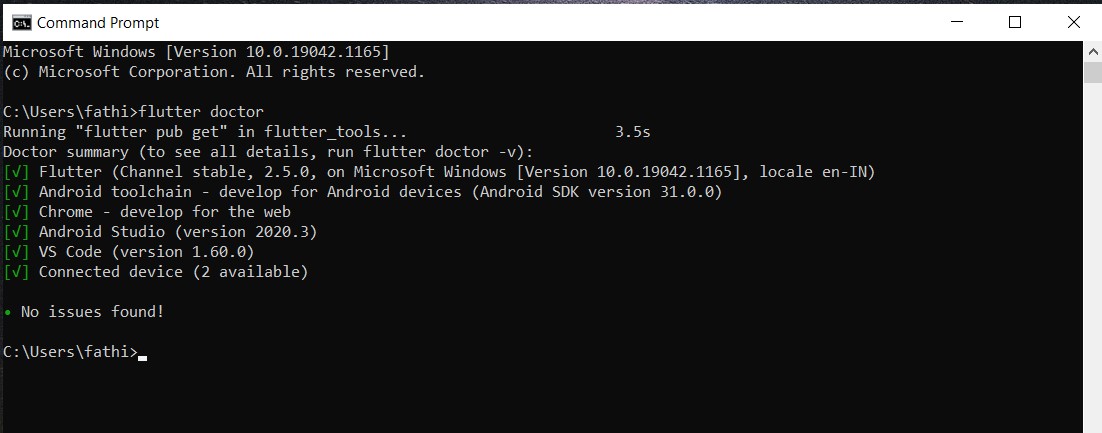 Command Prompt
Microsoft Windows [Version 10.0.19042.1165]
(c) Microsoft Corporation. All rights reserved.
C:\Users\fathi>flutter doctor
Running "flutter pub get" in flutter_tools... 3.5s
Doctor summary (to see all details, run flutter doctor -v):
[√] Flutter (Channel stable, 2.5.0, on Microsoft Windows [Version 10.0.19042.1165], locale en-IN)
[√] Android toolchain - develop for Android devices (Android SDK version 31.0.0)
[√] Chrome - develop for the web
[√] Android Studio (version 2020.3)
[√] VS Code (version 1.60.0)
[√] Connected device (2 available)
• No issues found!
C:\Users\fathi>